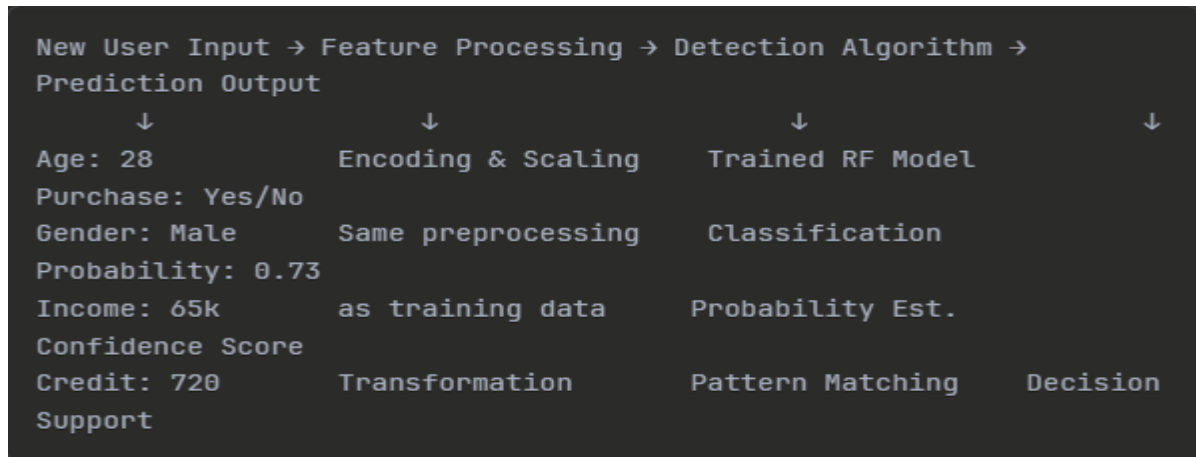 New User Input → Feature Processing → Detection Algorithm →
Prediction Output
↓ ↓ ↓ ↓
Age: 28 Encoding & Scaling Trained RF Model
Purchase: Yes/No
Gender: Male Same preprocessing Classification
Probability: 0.73
Income: 65k as training data Probability Est.
Confidence Score
Credit: 720 Transformation Pattern Matching Decision
Support